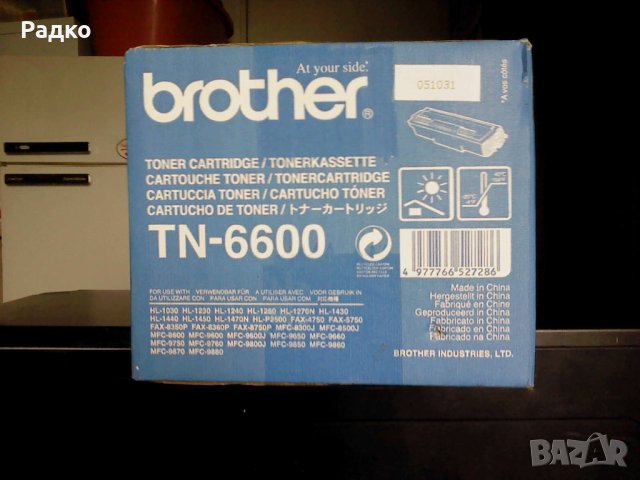 Радко
At your side.
brother®
051031
*A vos côtés
TONER CARTRIDGE / TONERKASSETTE
CARTOUCHE TONER / TONERCARTRIDGE
CARTUCCIA TONER / CARTUCHO TÓNER
CARTUCHO DE TONER / トナーカートリッジ
TN-6600
4 977766 527286
FOR USE WITH VERWENDBAR FÜR A UTILISER AVEC VOOR GEBRUIK IN
DA UTILIZZARE CON PARA USAR CON PARA USAR COM 対応機種
HL-1030 HL-1230 HL-1240 HL-1250 HL-1270N HL-1430
HL-1440 HL-1450 HL-1470N HL-P2500 FAX-4750 FAX-5750
FAX-8350P FAX-8360P FAX-8750P MFC-8300J MFC-8500J
MFC-8600 MFC-9600 MFC-9600J MFC-9650 MFC-9660
MFC-9750 MFC-9760 MFC-9800J MFC-9850 MFC-9860
MFC-9870 MFC-9880
Made in China
Hergestellt in China
Fabriqué en Chine
Geproduceerd in China
Fabbricato in China
Fabricado en China
Fabricado na China
BROTHER INDUSTRIES, LTD.
BAZAR